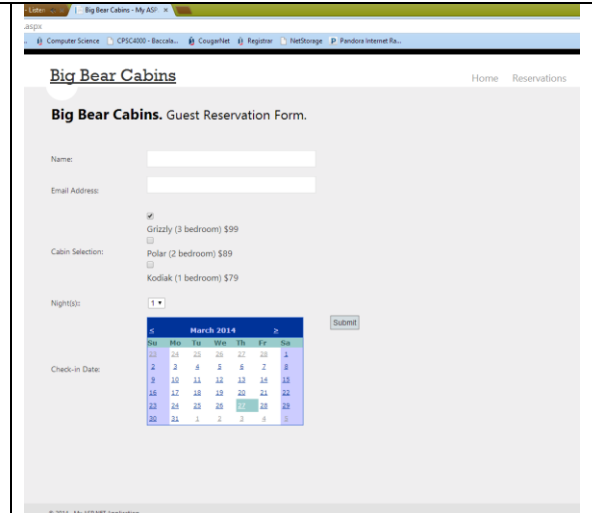 Big Bear Cabins - My ASP. ×
.aspx
Computer Science CPSC4000 - Baccala... CougarNet Registrar NetStorage P Pandora Internet Ra...
Big Bear Cabins Home Reservations
Big Bear Cabins. Guest Reservation Form.
Name:
Email Address:
Grizzly (3 bedroom) $99
Cabin Selection: Polar (2 bedroom) $89
Kodiak (1 bedroom) $79
Night(s): 1
Submit
< March 2014 >
Su Mo Tu We Th Fr Sa
23 24 25 26 27 28 1
2 3 4 5 6 7 8
Check-in Date:
9 10 11 12 13 14 15
16 17 18 19 20 21 22
23 24 25 26 27 28 29
30 31 1 2 3 4 5